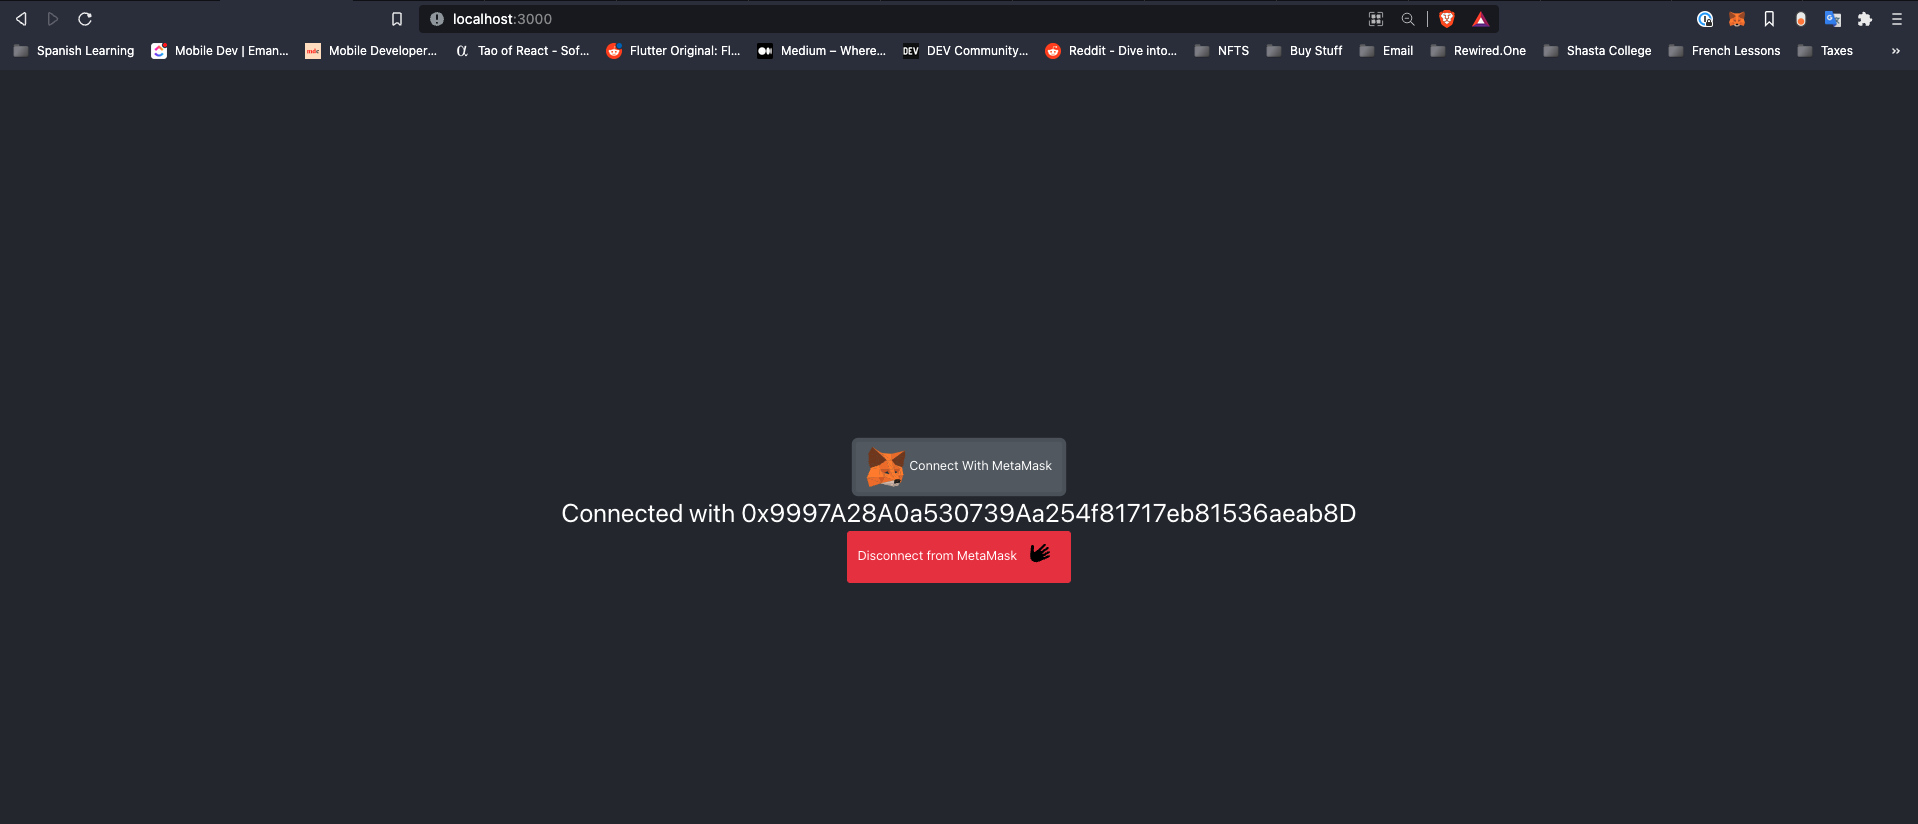 localhost:3000
Spanish Learning Mobile Dev | Eman... mdc Mobile Developer... α Tao of React - Sof... Flutter Original: Fl... Medium – Where... DEV DEV Community... Reddit - Dive into... NFTS Buy Stuff Email Rewired.One Shasta College French Lessons Taxes »
Connect With MetaMask
Connected with 0x9997A28A0a530739Aa254f81717eb81536aeab8D
Disconnect from MetaMask